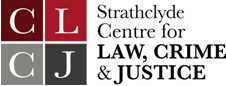 C L
C J
Strathclyde
Centre for
LAW, CRIME
& JUSTICE